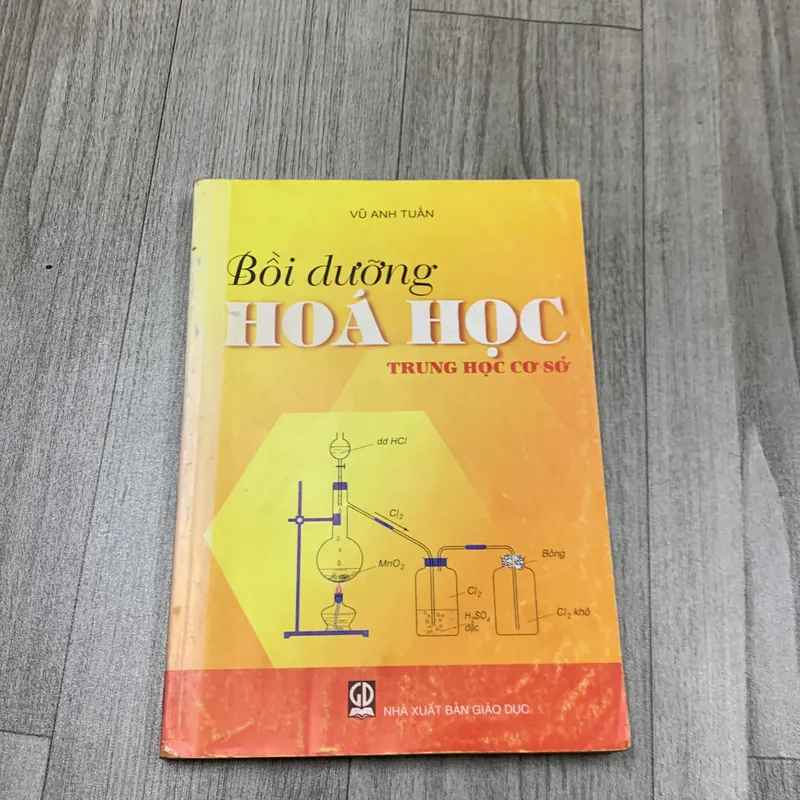 VŨ ANH TUẤN
Bồi dưỡng
HOÁ HỌC
TRUNG HỌC CƠ SỞ
dd HCl
Cl₂
MnO₂
Bông
Cl₂
H₂SO₄
đặc
Cl₂ khô
GD
NHÀ XUẤT BẢN GIÁO DỤC